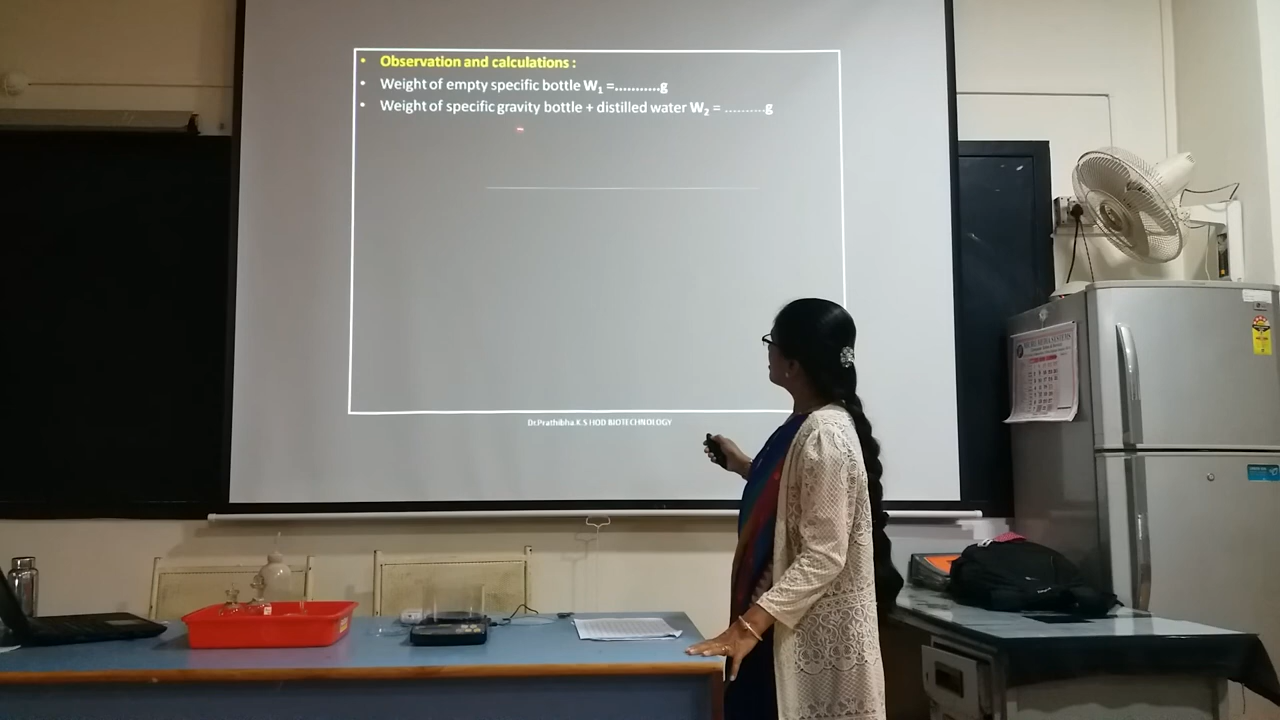 • Observation and calculations :
• Weight of empty specific bottle W₁ =...........g
• Weight of specific gravity bottle + distilled water W₂ = .........g
Dr.Prathibha.K.S HOD BIOTECHNOLOGY